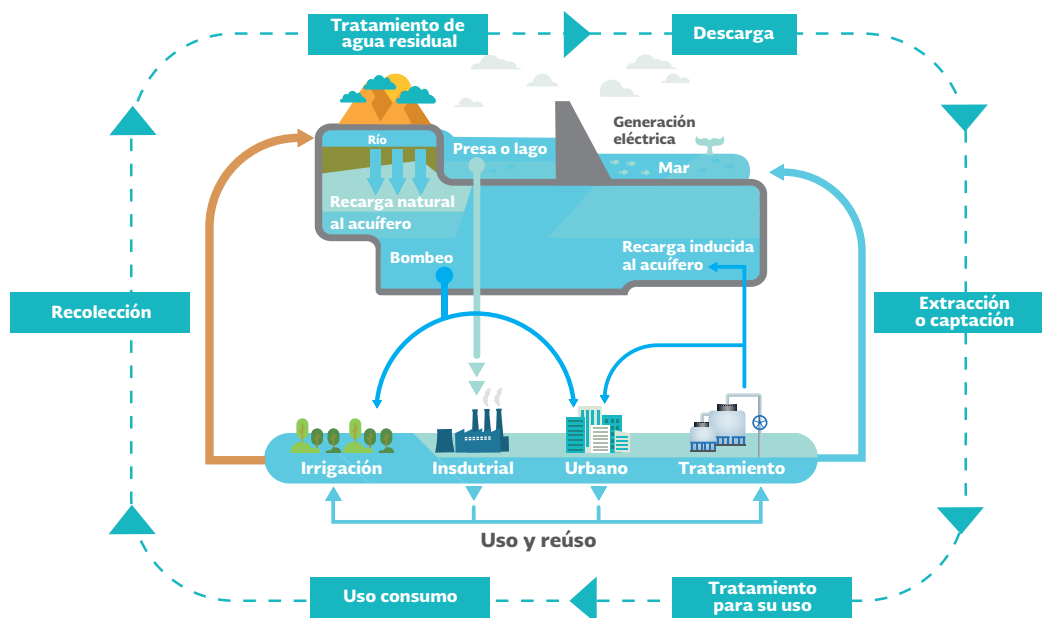 Tratamiento de
agua residual
Descarga
Generación
eléctrica
Río
Presa o lago
Mar
Recarga natural
al acuífero
Bombeo
Recarga inducida
al acuífero
Recolección
Extracción
o captación
Irrigación
Insdutrial
Urbano
Tratamiento
Uso y reúso
Uso consumo
Tratamiento
para su uso